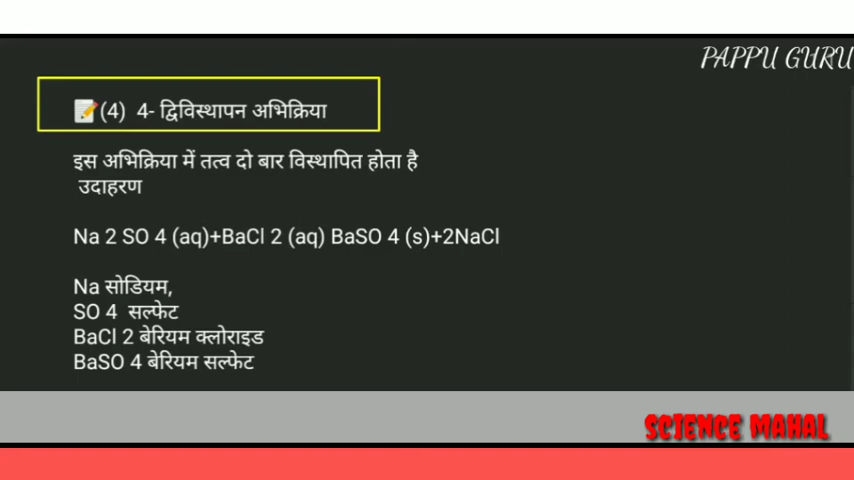 PAPPU GURU
📝(4) 4- द्विविस्थापन अभिक्रिया
इस अभिक्रिया में तत्व दो बार विस्थापित होता है
उदाहरण
Na 2 SO 4 (aq)+BaCl 2 (aq) BaSO 4 (s)+2NaCl
Na सोडियम,
SO 4 सल्फेट
BaCl 2 बेरियम क्लोराइड
BaSO 4 बेरियम सल्फेट
SCIENCE MAHAL